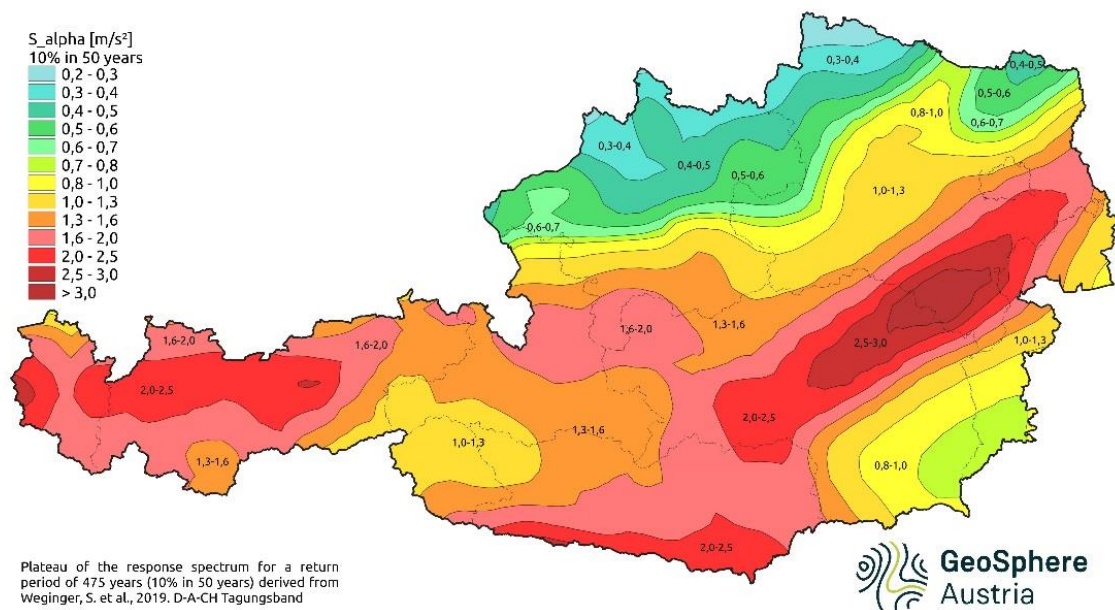 S_alpha [m/s²]
10% in 50 years
0,2 - 0,3
0,3 - 0,4
0,4 - 0,5
0,5 - 0,6
0,6 - 0,7
0,7 - 0,8
0,8 - 1,0
1,0 - 1,3
1,3 - 1,6
1,6 - 2,0
2,0 - 2,5
2,5 - 3,0
> 3,0
0,3-0,4
0,4-0,5
0,5-0,6
0,8-1,0
0,6-0,7
0,3-0,4
0,4-0,5
0,5-0,6
1,0-1,3
0,6-0,7
1,6-2,0
1,3-1,6
1,6-2,0
1,6-2,0
2,5-3,0
1,0-1,3
2,0-2,5
2,0-2,5
1,3-1,6
1,0-1,3
1,3-1,6
0,8-1,0
2,0-2,5
Plateau of the response spectrum for a return
period of 475 years (10% in 50 years) derived from
Weginger, S. et al., 2019. D-A-CH Tagungsband
GeoSphere
Austria